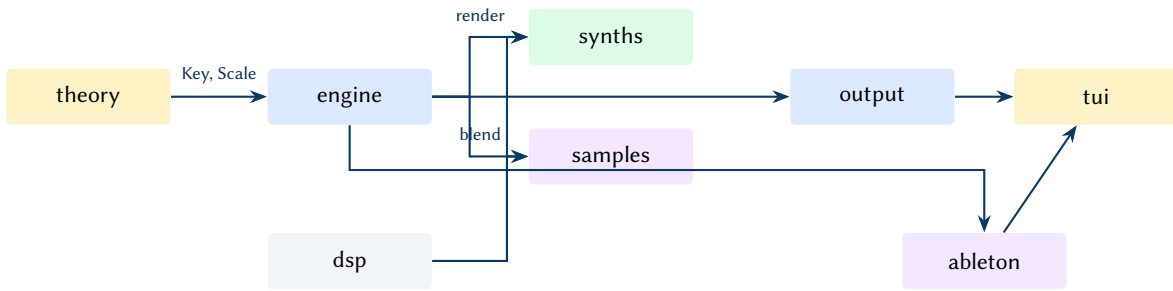 render
synths
theory
Key, Scale
engine
output
tui
blend
samples
dsp
ableton